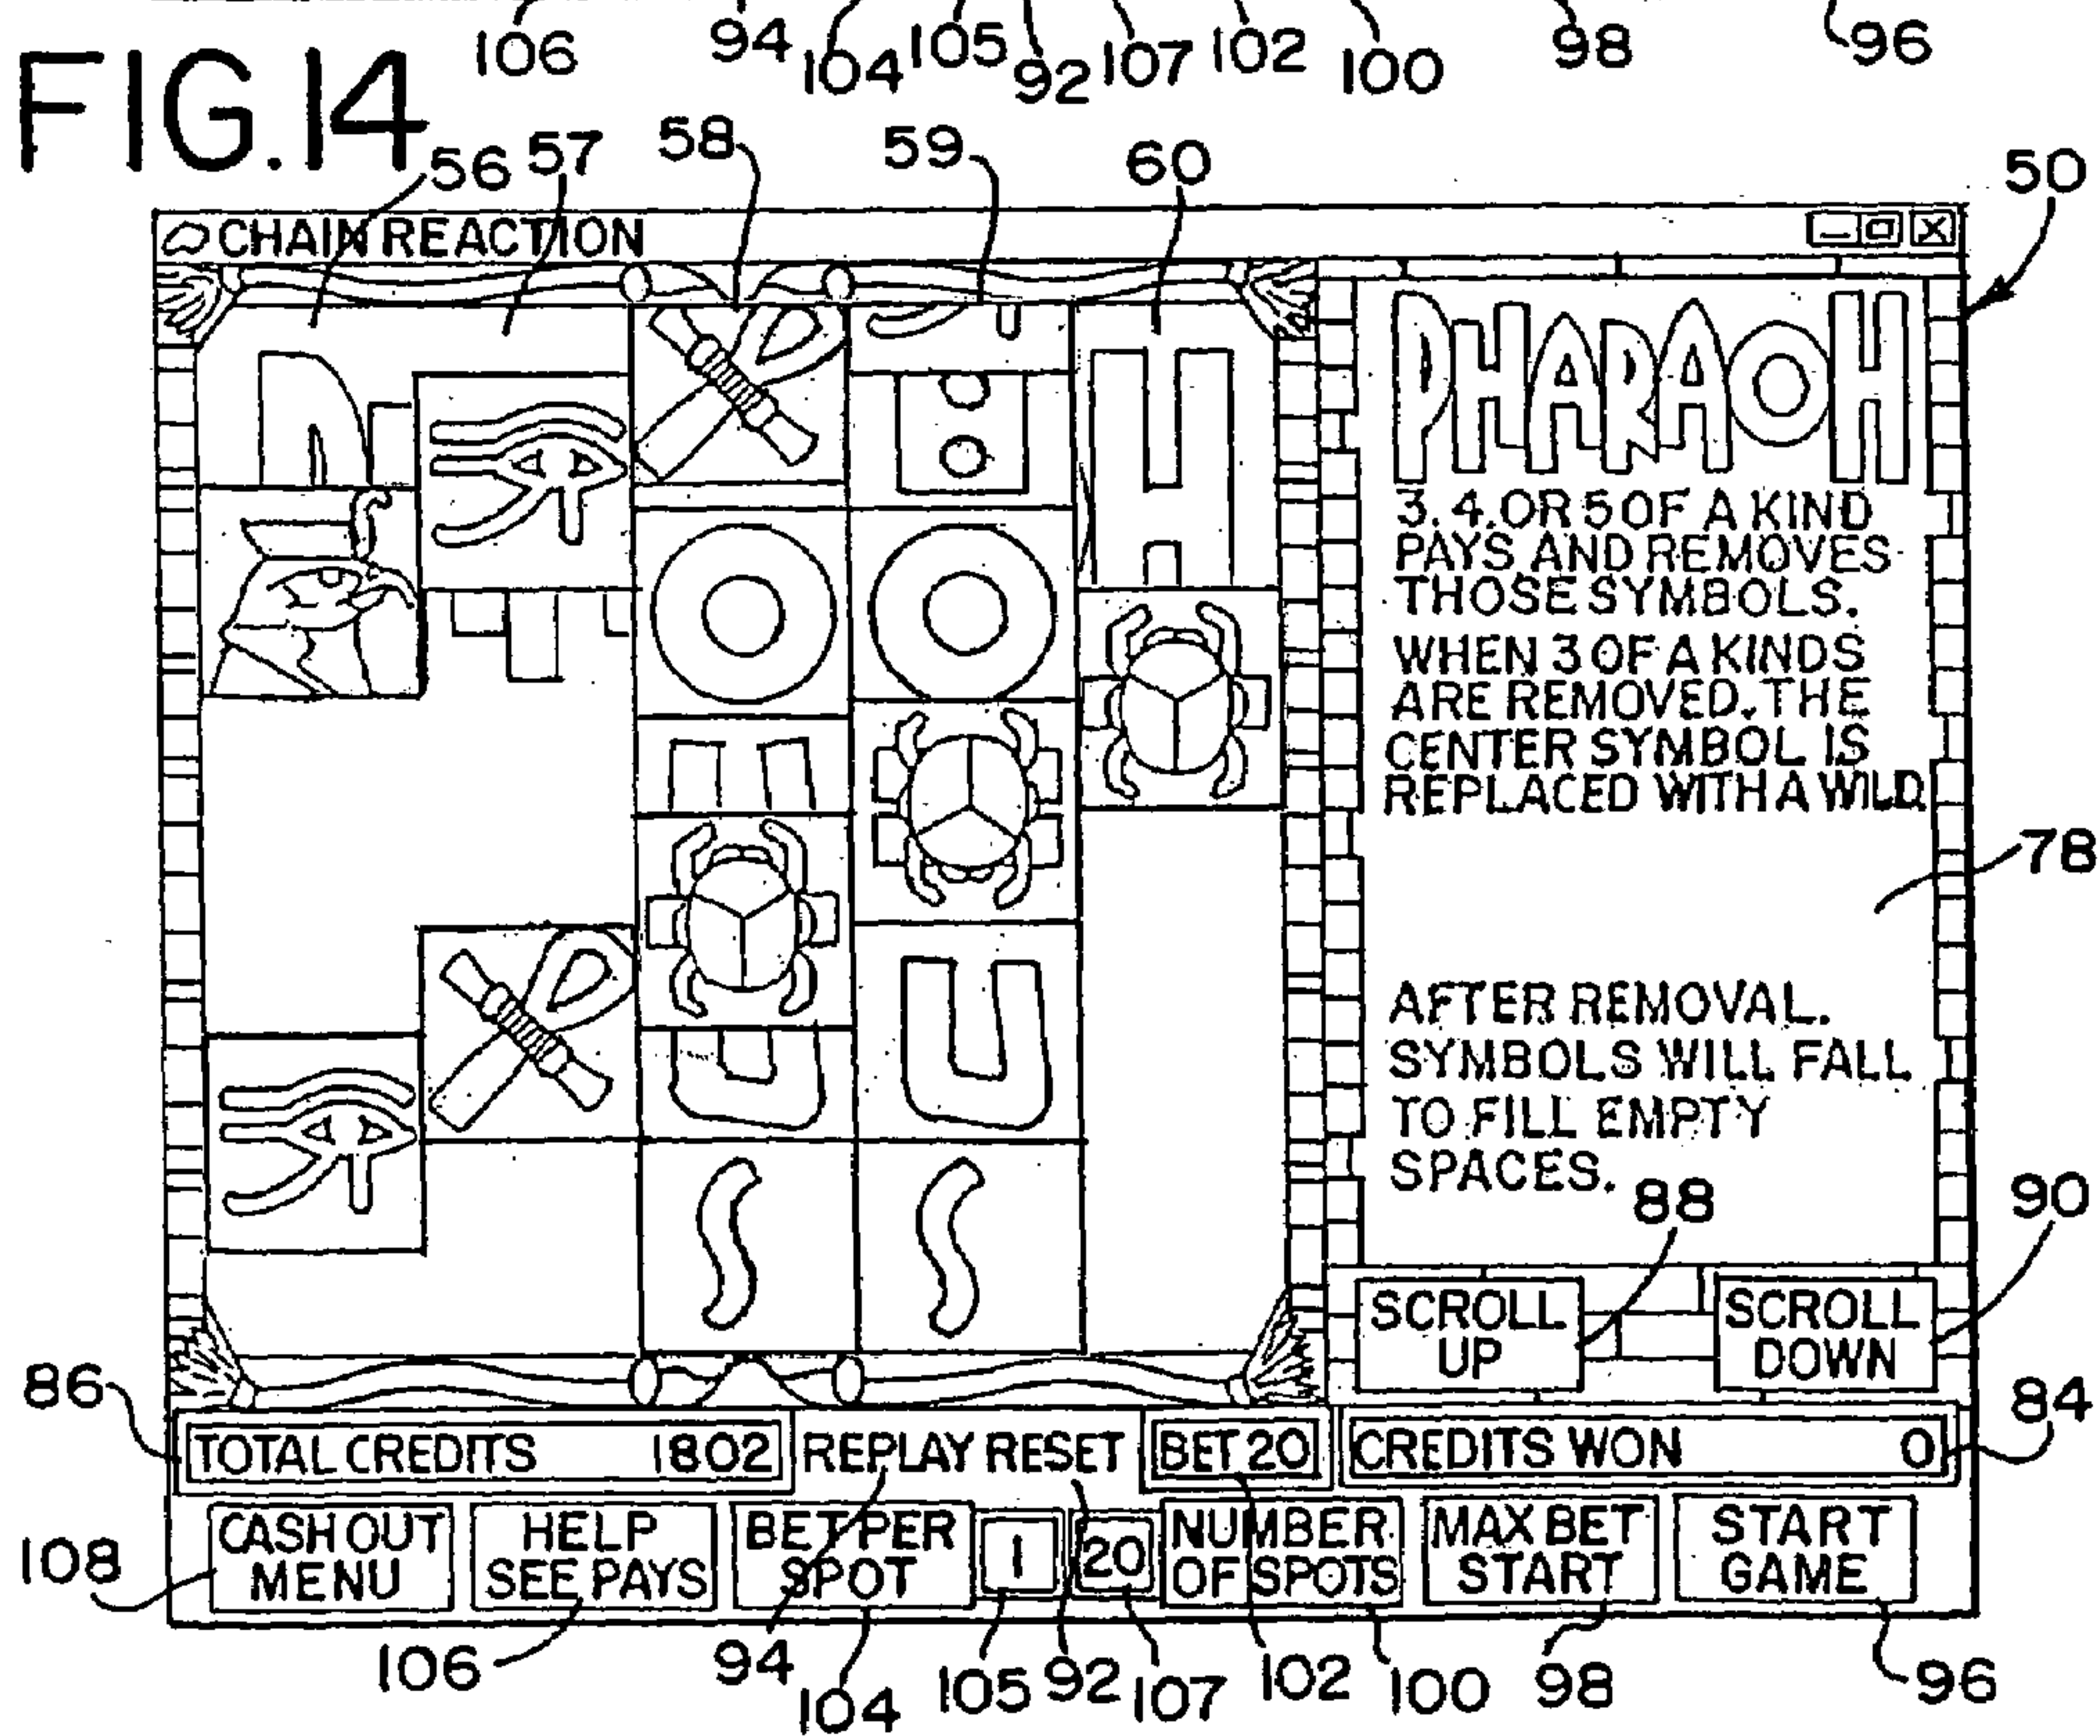 106 94 104 105 92 107 102 100 98 96
FIG.14
56 57 58 59 60 50
CHAIN REACTION
PHARAOH
3.4.OR 5 OF A KIND
PAYS AND REMOVES
THOSE SYMBOLS.
WHEN 3 OF A KINDS
ARE REMOVED. THE
CENTER SYMBOL IS
REPLACED WITH A WILD.
78
AFTER REMOVAL.
SYMBOLS WILL FALL
TO FILL EMPTY
SPACES.
88 90
SCROLL UP
SCROLL DOWN
86 84
TOTAL CREDITS 1802 REPLAY RESET BET 20 CREDITS WON 0
CASH OUT MENU
HELP SEE PAYS
BET PER SPOT
1
20
NUMBER OF SPOTS
MAX BET START
START GAME
108 106 94 104 105 92 107 102 100 98 96